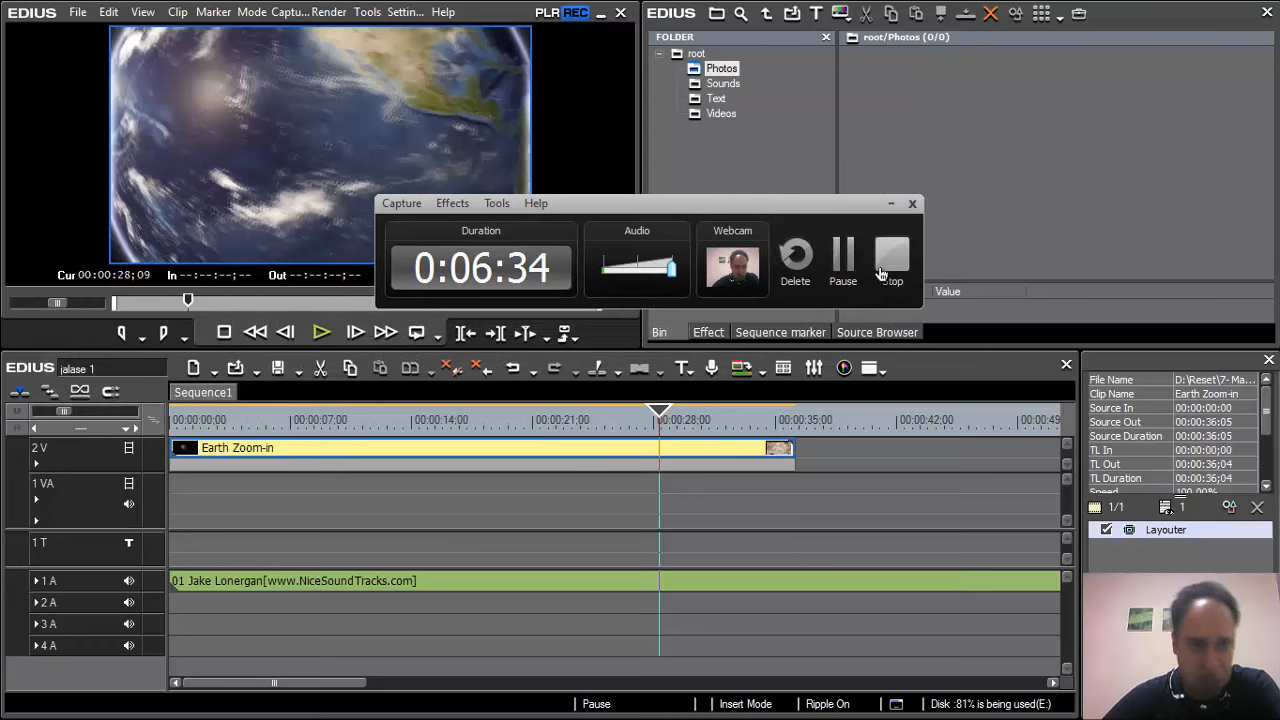 File Edit View Clip Marker Mode Captu... Render Tools Settin... Help PLR REC
Cur 00:00:28;09 In --:--:--;-- Out --:--:--;--
EDIUS
FOLDER
root
Photos
Sounds
Text
Videos
root/Photos (0/0)
Value
Bin Effect Sequence marker Source Browser
Capture Effects Tools Help
Duration
0:06:34
Audio
Webcam
Delete Pause Stop
EDIUS jalase 1
Sequence1
00:00:00;00 00:00:07;00 00:00:14;00 00:00:21;00 00:00:28;00 00:00:35;00 00:00:42;00 00:00:49
2 V Earth Zoom-in
1 VA
1 T T
1 A 01 Jake Lonergan[www.NiceSoundTracks.com]
2 A
3 A
4 A
File Name D:\Reset\7- Ma...
Clip Name Earth Zoom-in
Source In 00:00:00;00
Source Out 00:00:36;05
Source Duration 00:00:36;05
TL In 00:00:00;00
TL Out 00:00:36;04
TL Duration 00:00:36;04
Speed 100.00%
1/1 1
Layouter
Pause Insert Mode Ripple On Disk :81% is being used(E:)